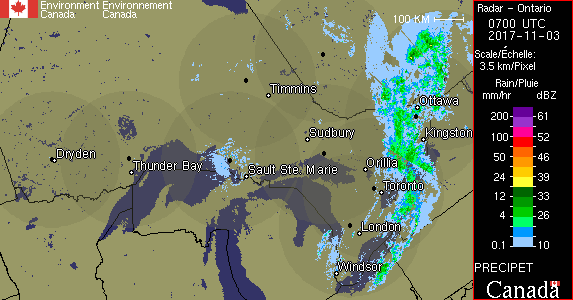 Environment Environnement
Canada Canada
100 KM
Radar - Ontario
0700 UTC
2017-11-03
Scale/Échelle:
3.5 km/Pixel
Rain/Pluie
mm/hr dBZ
200 61
100 52
50 46
24 39
12 33
4 26
0.1 10
Timmins
Ottawa
Sudbury
Kingston
Dryden
Thunder Bay
Sault Ste. Marie
Orillia
Toronto
London
Windsor
PRECIPET
Canada